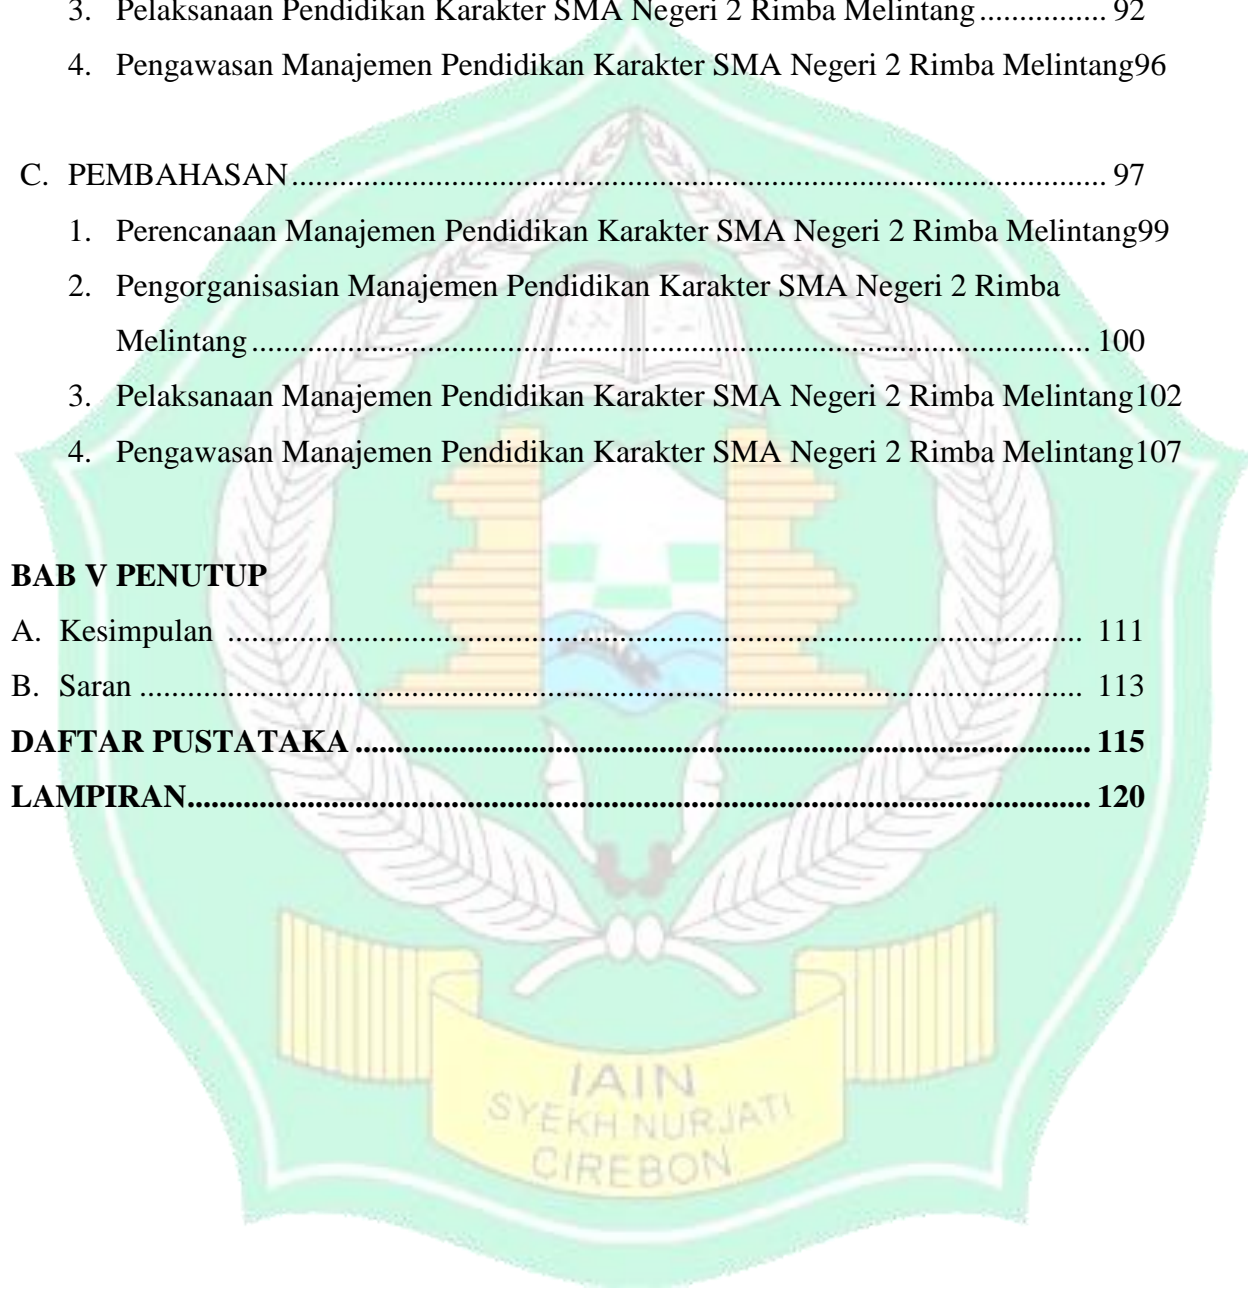 3. Pelaksanaan Pendidikan Karakter SMA Negeri 2 Rimba Melintang ................ 92
4. Pengawasan Manajemen Pendidikan Karakter SMA Negeri 2 Rimba Melintang96
C. PEMBAHASAN..................................................................................... 97
1. Perencanaan Manajemen Pendidikan Karakter SMA Negeri 2 Rimba Melintang99
2. Pengorganisasian Manajemen Pendidikan Karakter SMA Negeri 2 Rimba
Melintang........................................................................................ 100
3. Pelaksanaan Manajemen Pendidikan Karakter SMA Negeri 2 Rimba Melintang102
4. Pengawasan Manajemen Pendidikan Karakter SMA Negeri 2 Rimba Melintang107
BAB V PENUTUP
A. Kesimpulan ......................................................................................... 111
B. Saran .................................................................................................. 113
DAFTAR PUSTATAKA ............................................................................. 115
LAMPIRAN............................................................................................... 120
IAIN
SYEKH NURJATI
CIREBON